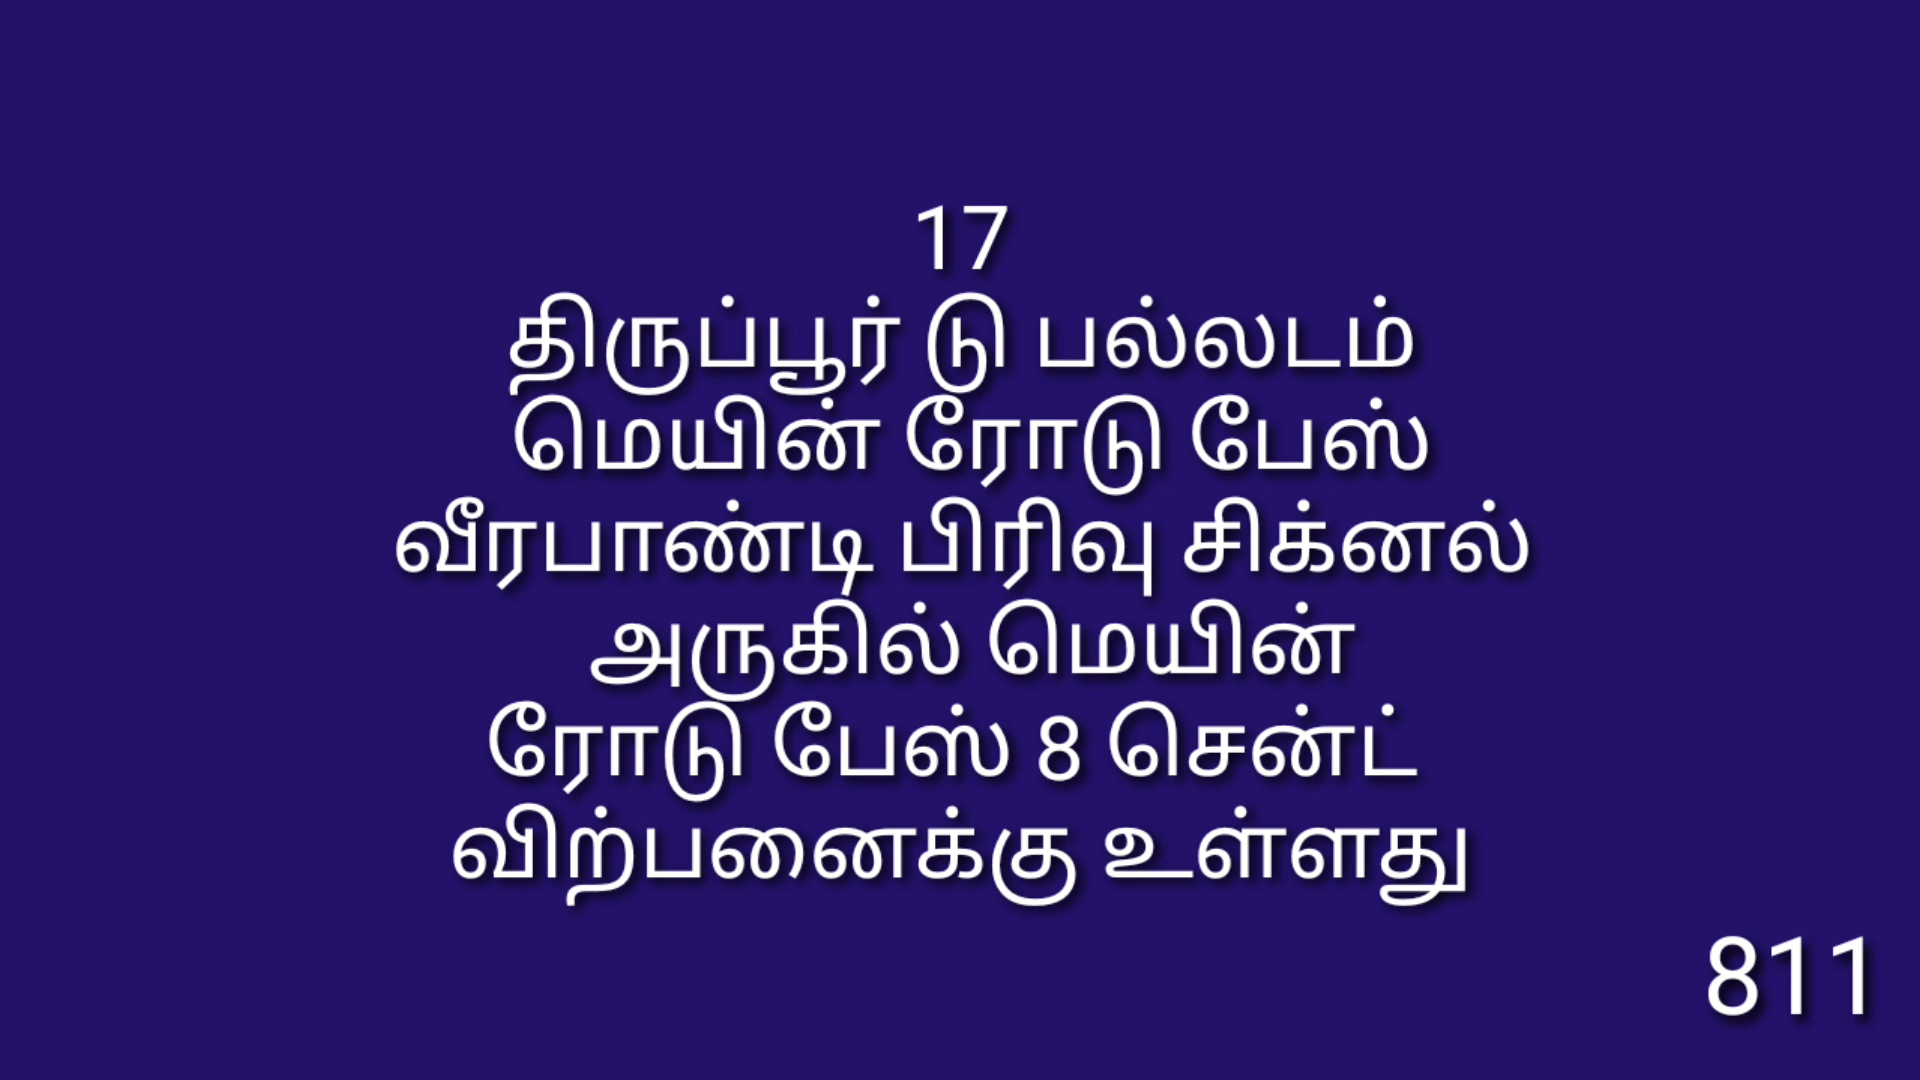 17
திருப்பூர் டு பல்லடம்
மெயின் ரோடு பேஸ்
வீரபாண்டி பிரிவு சிக்னல்
அருகில் மெயின்
ரோடு பேஸ் 8 சென்ட்
விற்பனைக்கு உள்ளது
811